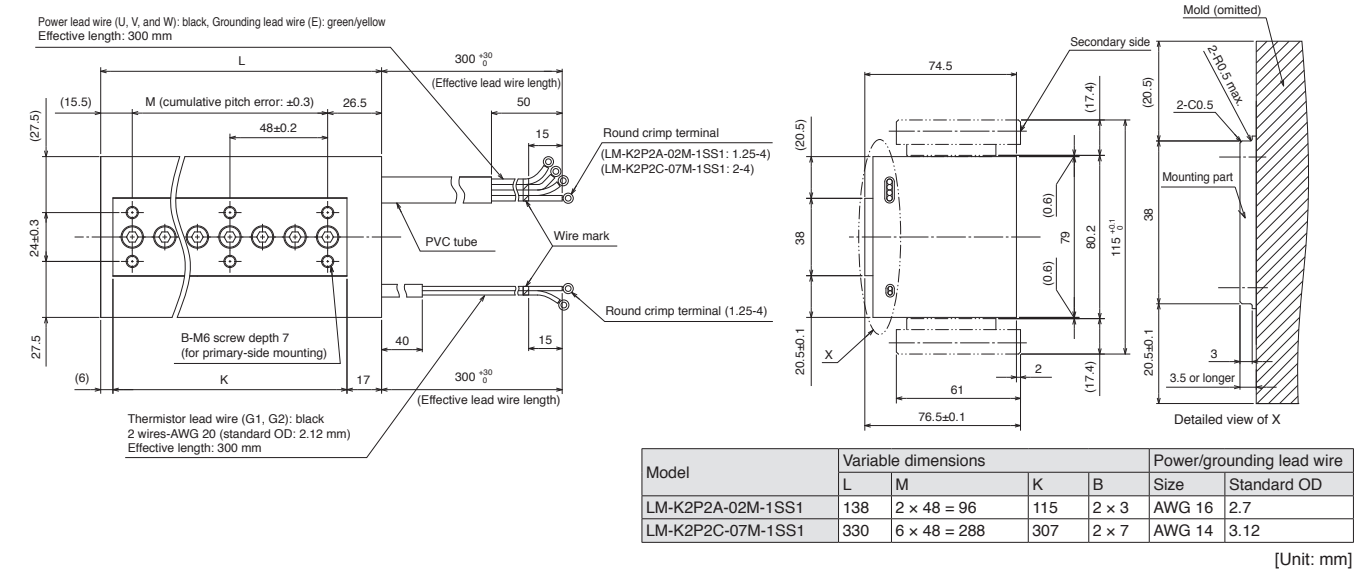 Power lead wire (U, V, and W): black, Grounding lead wire (E): green/yellow
Effective length: 300 mm
L
300 +30 0
(Effective lead wire length)
(15.5)
M (cumulative pitch error: ±0.3)
26.5
50
(27.5)
48±0.2
15
Round crimp terminal
(LM-K2P2A-02M-1SS1: 1.25-4)
(LM-K2P2C-07M-1SS1: 2-4)
24±0.3
PVC tube
Wire mark
Round crimp terminal (1.25-4)
27.5
B-M6 screw depth 7
(for primary-side mounting)
40
15
(6)
K
17
300 +30 0
(Effective lead wire length)
Thermistor lead wire (G1, G2): black
2 wires-AWG 20 (standard OD: 2.12 mm)
Effective length: 300 mm
Mold (omitted)
Secondary side
74.5
(17.4)
(20.5)
2-R0.5 max.
2-C0.5
(20.5)
Mounting part
(0.6)
38
79
80.2
115 +0.1 0
38
(0.6)
X
20.5±0.1
2
(17.4)
61
76.5±0.1
3
3.5 or longer
20.5±0.1
Detailed view of X
Model
Variable dimensions
Power/grounding lead wire
L M K B Size Standard OD
LM-K2P2A-02M-1SS1 138 2 × 48 = 96 115 2 × 3 AWG 16 2.7
LM-K2P2C-07M-1SS1 330 6 × 48 = 288 307 2 × 7 AWG 14 3.12
[Unit: mm]